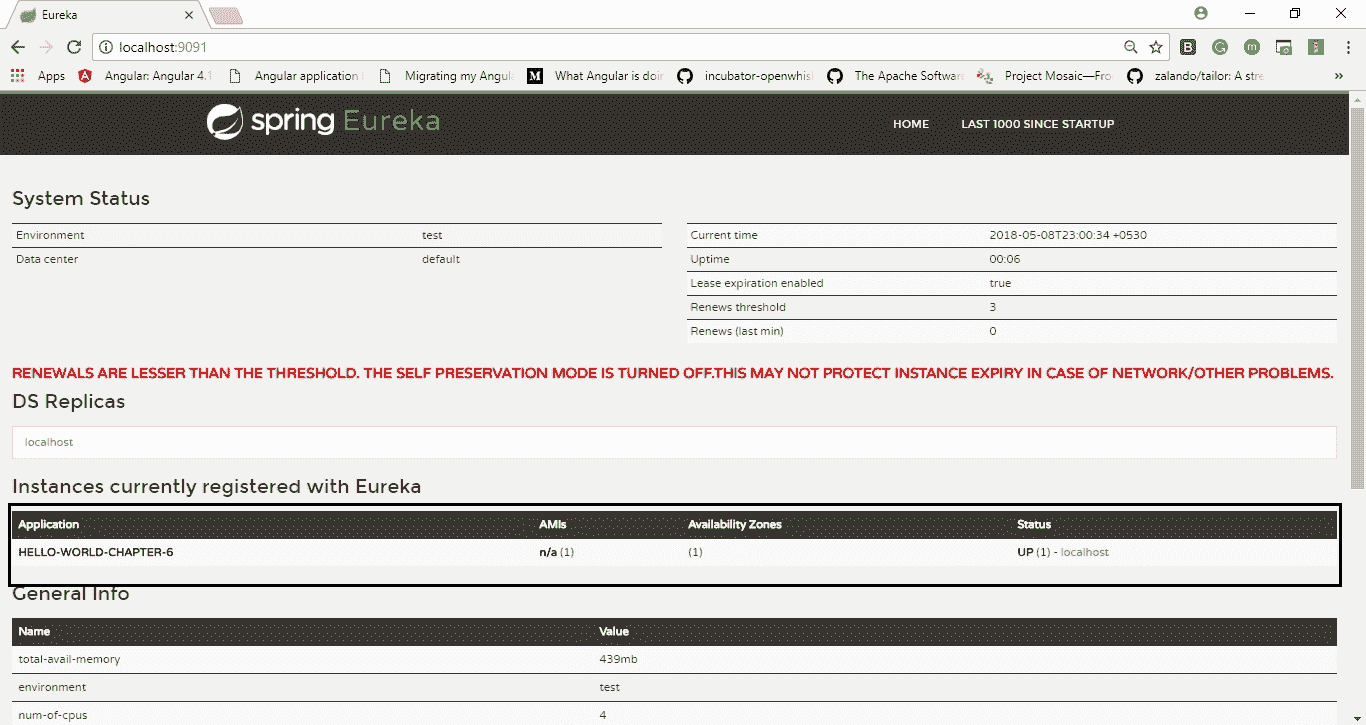 Eureka
localhost:9091
Apps Angular: Angular 4.1 Angular application Migrating my Angul What Angular is doin incubator-openwhis The Apache Softwar Project Mosaic—Fro zalando/tailor: A stre »
spring Eureka HOME LAST 1000 SINCE STARTUP
System Status
Environment test Current time 2018-05-08T23:00:34 +0530
Data center default Uptime 00:06
Lease expiration enabled true
Renews threshold 3
Renews (last min) 0
RENEWALS ARE LESSER THAN THE THRESHOLD. THE SELF PRESERVATION MODE IS TURNED OFF.THIS MAY NOT PROTECT INSTANCE EXPIRY IN CASE OF NETWORK/OTHER PROBLEMS.
DS Replicas
localhost
Instances currently registered with Eureka
Application AMIs Availability Zones Status
HELLO-WORLD-CHAPTER-6 n/a (1) (1) UP (1) - localhost
General Info
Name Value
total-avail-memory 439mb
environment test
num-of-cpus 4